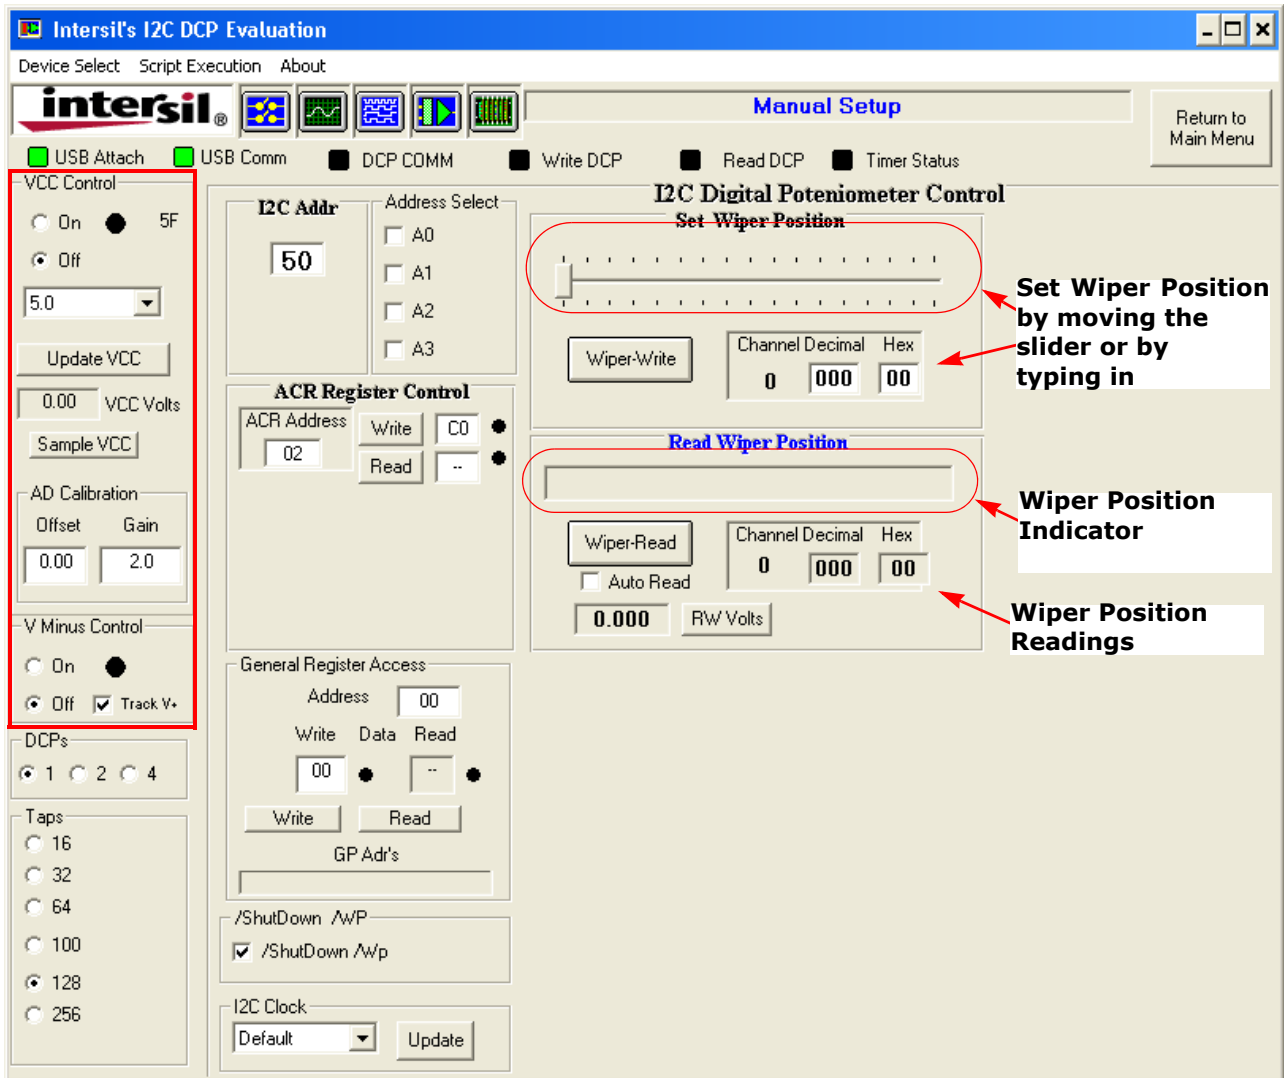 Intersil's I2C DCP Evaluation
Device Select Script Execution About
intersil®
Manual Setup
Return to
Main Menu
USB Attach USB Comm DCP COMM Write DCP Read DCP Timer Status
VCC Control
On 5F
Off
5.0
Update VCC
0.00 VCC Volts
Sample VCC
AD Calibration
Offset Gain
0.00 2.0
V Minus Control
On
Off Track V+
DCPs
1 2 4
Taps
16
32
64
100
128
256
I2C Addr
50
Address Select
A0
A1
A2
A3
ACR Register Control
ACR Address
02
Write C0
Read --
General Register Access
Address 00
Write Data Read
00 --
Write Read
GP Adr's
/ShutDown /WP
/ShutDown /Wp
I2C Clock
Default Update
I2C Digital Poteniometer Control
Set Wiper Position
Wiper-Write
Channel Decimal Hex
0 000 00
Read Wiper Position
Wiper-Read
Auto Read
Channel Decimal Hex
0 000 00
0.000 RW Volts
Set Wiper Position
by moving the
slider or by
typing in
Wiper Position
Indicator
Wiper Position
Readings